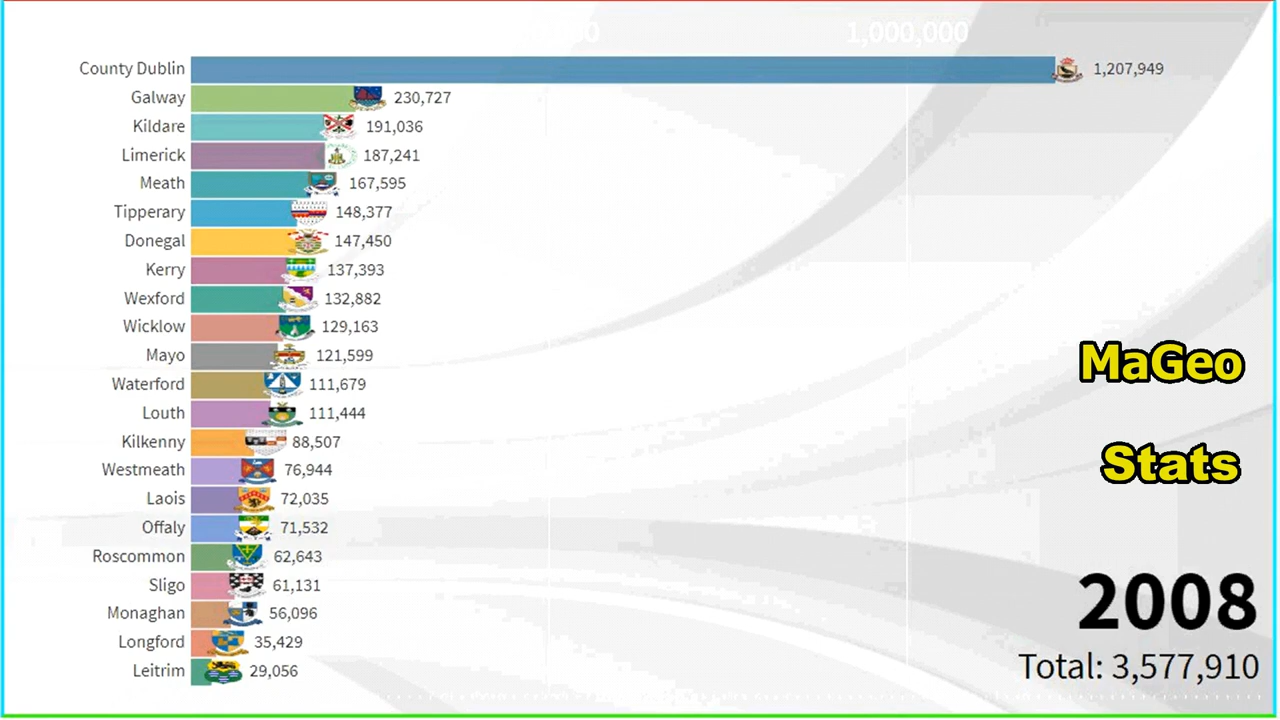 1,000,000
County Dublin 1,207,949
Galway 230,727
Kildare 191,036
Limerick 187,241
Meath 167,595
Tipperary 148,377
Donegal 147,450
Kerry 137,393
Wexford 132,882
Wicklow 129,163
Mayo 121,599
Waterford 111,679
Louth 111,444
Kilkenny 88,507
Westmeath 76,944
Laois 72,035
Offaly 71,532
Roscommon 62,643
Sligo 61,131
Monaghan 56,096
Longford 35,429
Leitrim 29,056
MaGeo
Stats
2008
Total: 3,577,910